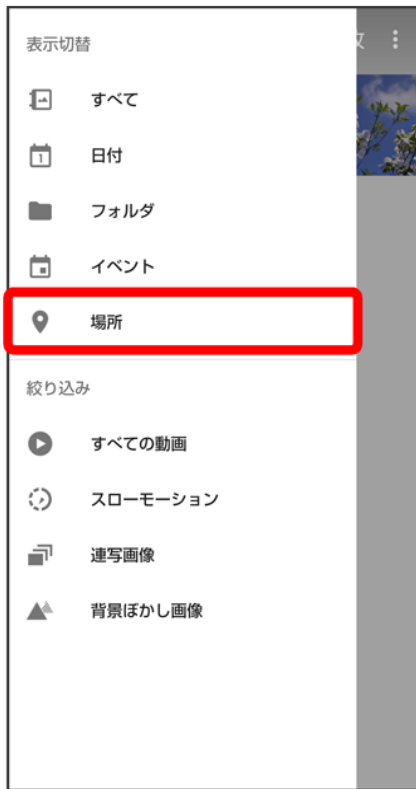 表示切替
すべて
1
日付
フォルダ
イベント
場所
絞り込み
すべての動画
スローモーション
連写画像
背景ぼかし画像